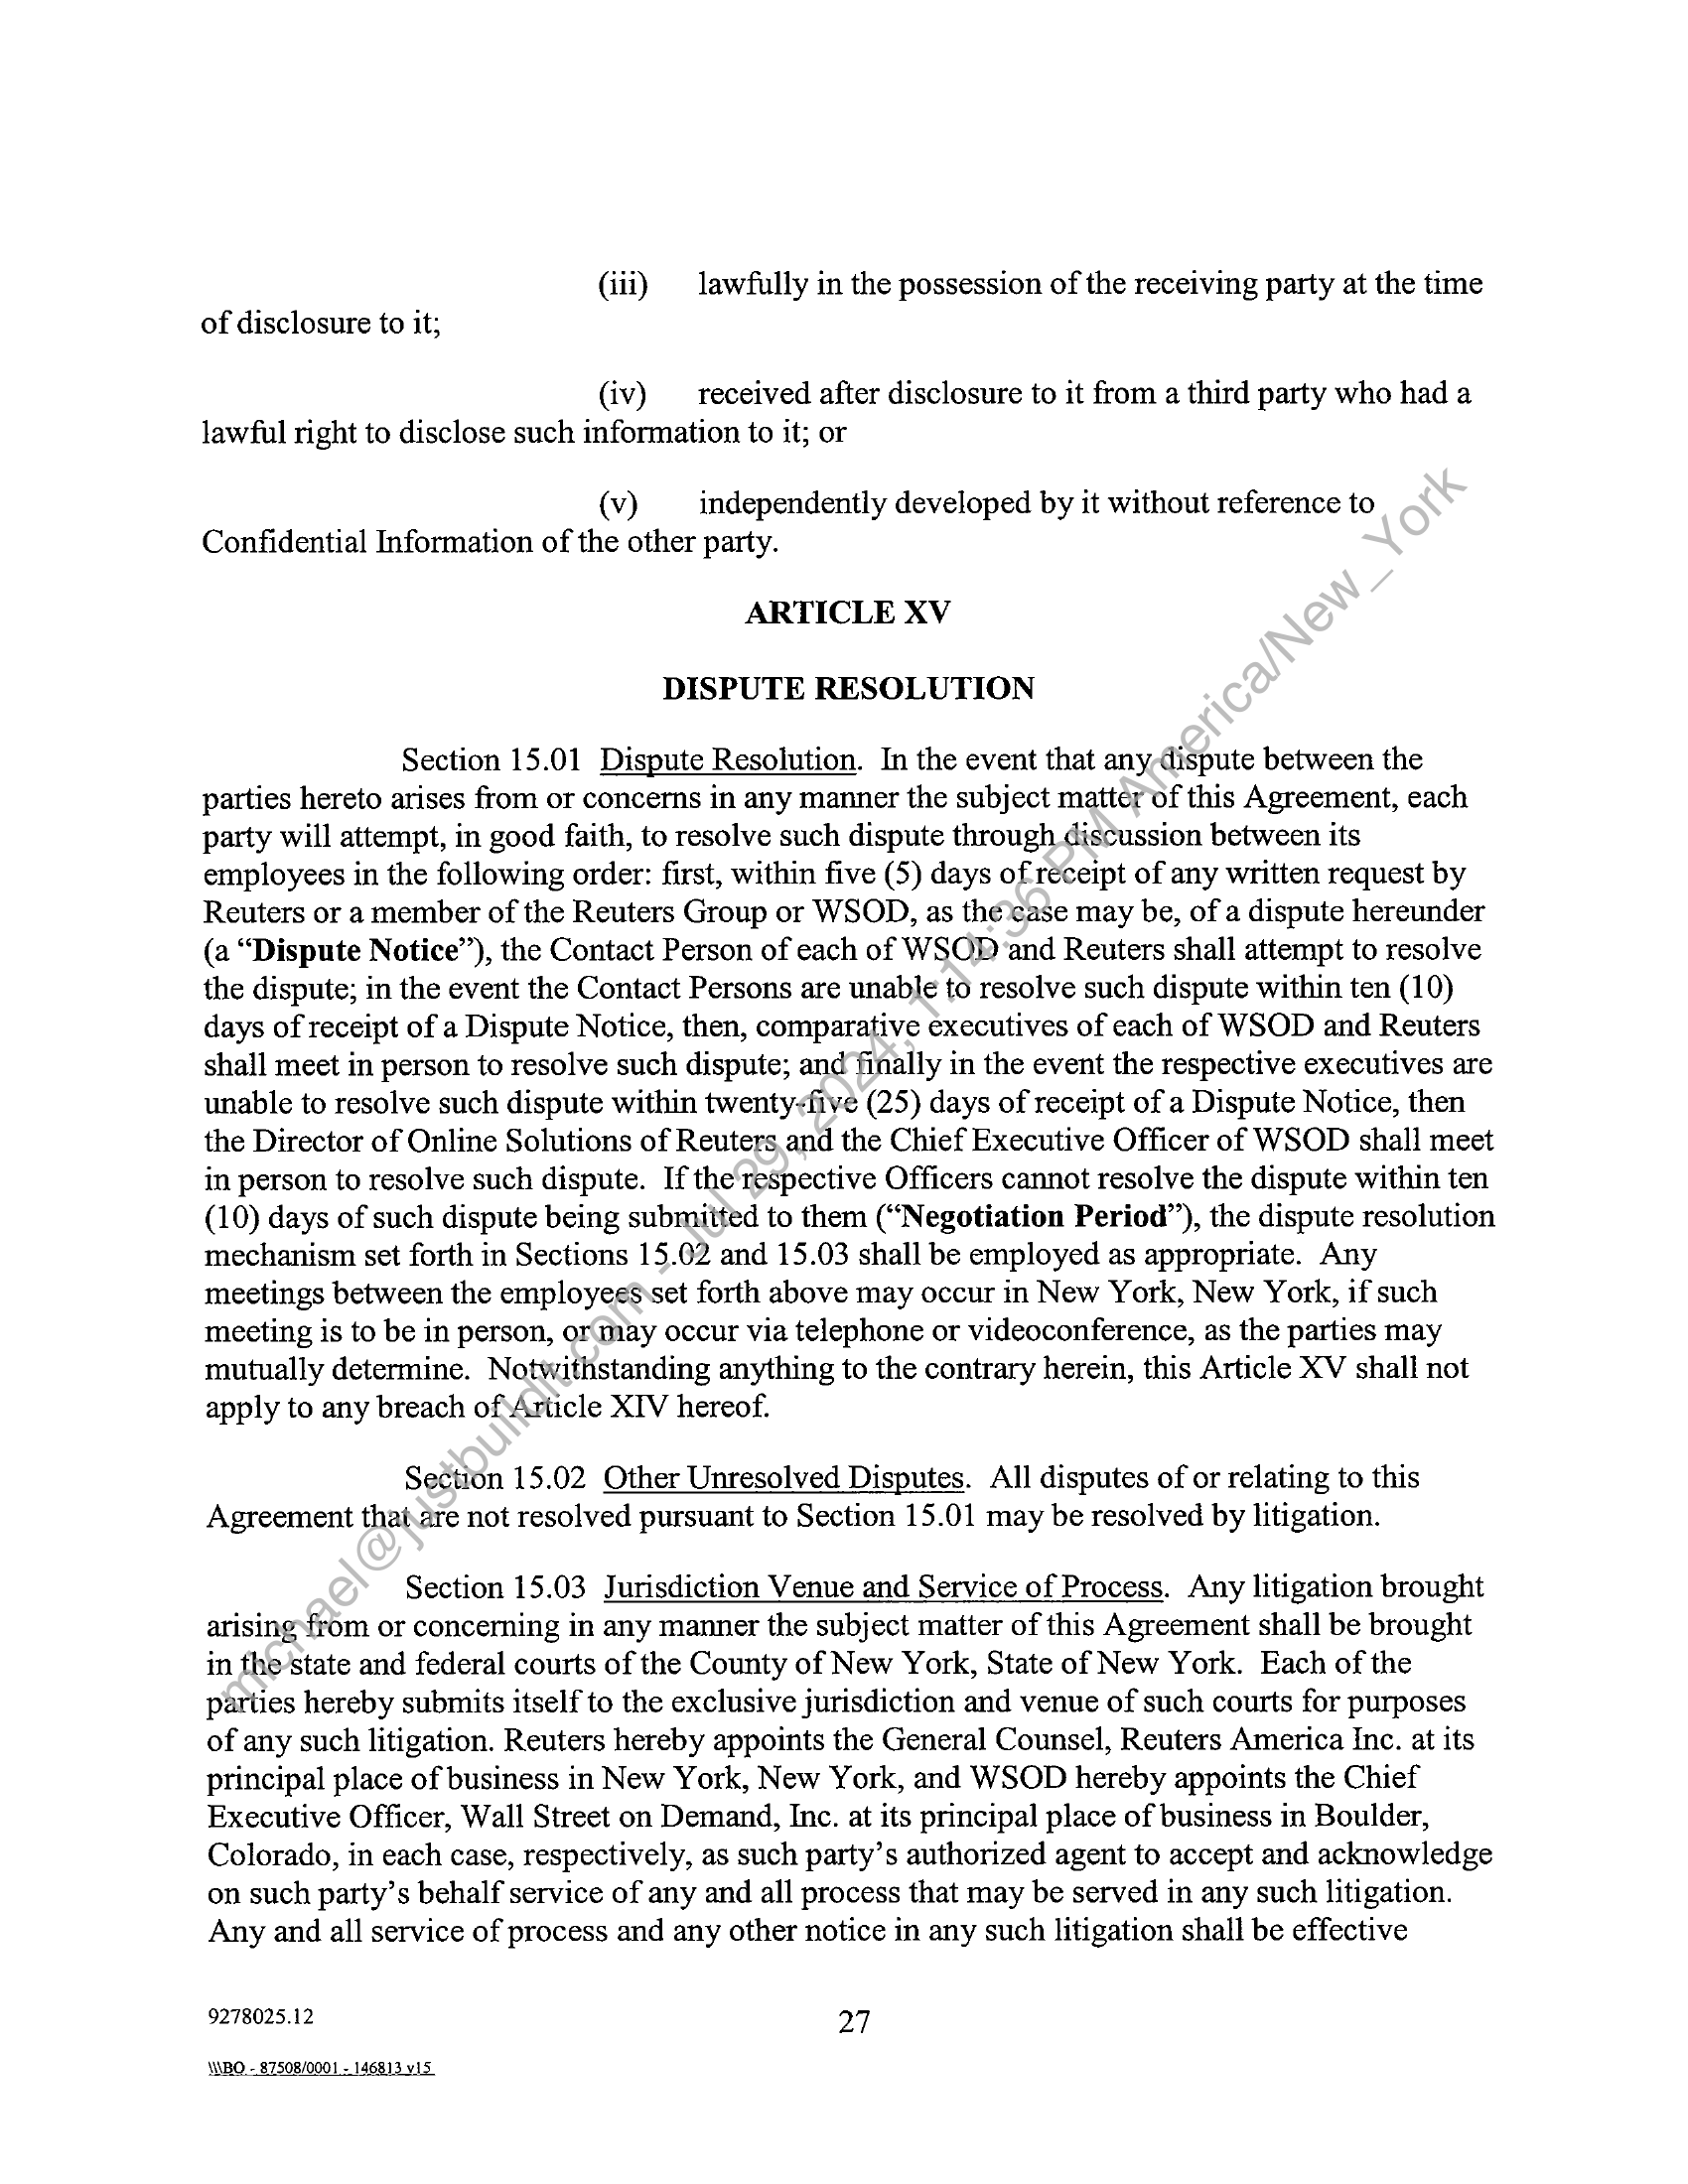 (iii) lawfully in the possession of the receiving party at the time
of disclosure to it;
(iv) received after disclosure to it from a third party who had a
lawful right to disclose such information to it; or
(v) independently developed by it without reference to
Confidential Information of the other party.
ARTICLE XV
DISPUTE RESOLUTION
Section 15.01 Dispute Resolution. In the event that any dispute between the
parties hereto arises from or concerns in any manner the subject matter of this Agreement, each
party will attempt, in good faith, to resolve such dispute through discussion between its
employees in the following order: first, within five (5) days of receipt of any written request by
Reuters or a member of the Reuters Group or WSOD, as the case may be, of a dispute hereunder
(a “Dispute Notice”), the Contact Person of each of WSOD and Reuters shall attempt to resolve
the dispute; in the event the Contact Persons are unable to resolve such dispute within ten (10)
days of receipt of a Dispute Notice, then, comparative executives of each of WSOD and Reuters
shall meet in person to resolve such dispute; and finally in the event the respective executives are
unable to resolve such dispute within twenty-five (25) days of receipt of a Dispute Notice, then
the Director of Online Solutions of Reuters and the Chief Executive Officer of WSOD shall meet
in person to resolve such dispute. If the respective Officers cannot resolve the dispute within ten
(10) days of such dispute being submitted to them (“Negotiation Period”), the dispute resolution
mechanism set forth in Sections 15.02 and 15.03 shall be employed as appropriate. Any
meetings between the employees set forth above may occur in New York, New York, if such
meeting is to be in person, or may occur via telephone or videoconference, as the parties may
mutually determine. Notwithstanding anything to the contrary herein, this Article XV shall not
apply to any breach of Article XIV hereof.
Section 15.02 Other Unresolved Disputes. All disputes of or relating to this
Agreement that are not resolved pursuant to Section 15.01 may be resolved by litigation.
Section 15.03 Jurisdiction Venue and Service of Process. Any litigation brought
arising from or concerning in any manner the subject matter of this Agreement shall be brought
in the state and federal courts of the County of New York, State of New York. Each of the
parties hereby submits itself to the exclusive jurisdiction and venue of such courts for purposes
of any such litigation. Reuters hereby appoints the General Counsel, Reuters America Inc. at its
principal place of business in New York, New York, and WSOD hereby appoints the Chief
Executive Officer, Wall Street on Demand, Inc. at its principal place of business in Boulder,
Colorado, in each case, respectively, as such party’s authorized agent to accept and acknowledge
on such party’s behalf service of any and all process that may be served in any such litigation.
Any and all service of process and any other notice in any such litigation shall be effective
9278025.12
27
\\\BO - 87508/0001 - 146813 v15
michael@justbuildit.com - Jul 29, 2024, 1:14:36 PM America/New_York